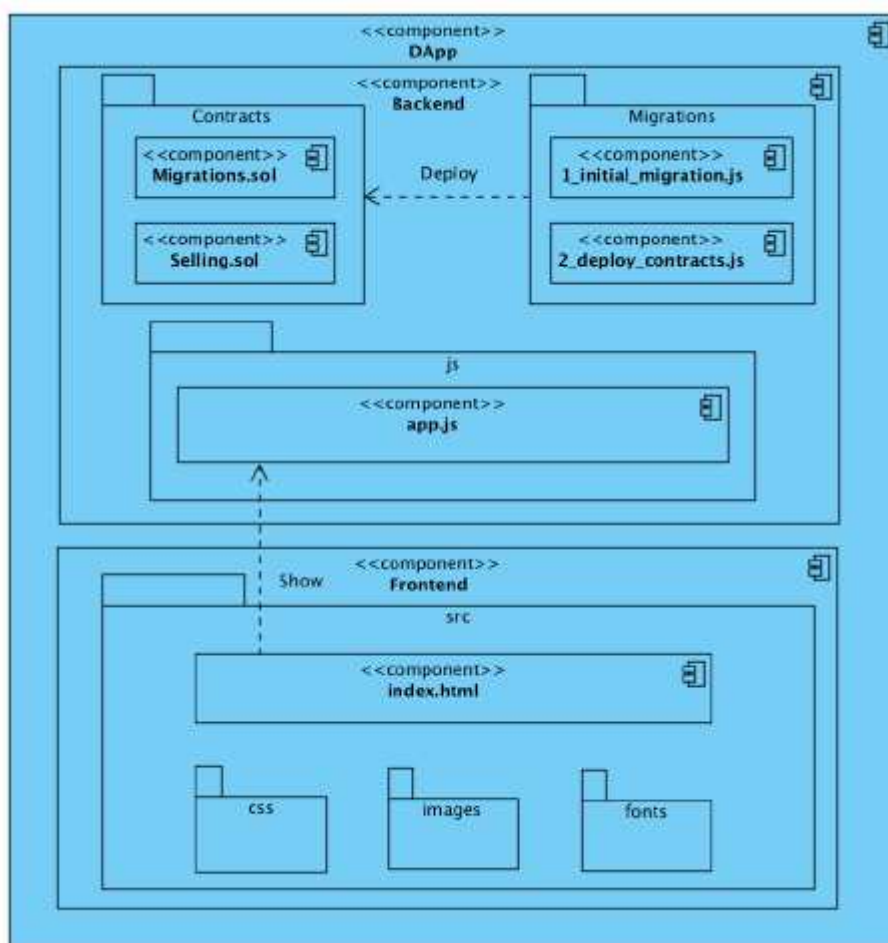 <<component>>
DApp
<<component>>
Backend
Contracts
<<component>>
Migrations.sol
<<component>>
Selling.sol
Deploy
Migrations
<<component>>
1_initial_migration.js
<<component>>
2_deploy_contracts.js
js
<<component>>
app.js
Show
<<component>>
Frontend
src
<<component>>
index.html
css
images
fonts